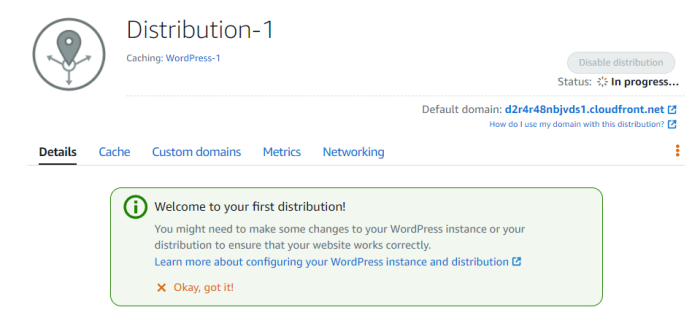 Distribution-1
Caching: WordPress-1
Disable distribution
Status: In progress...
Default domain: d2r4r48nbjvds1.cloudfront.net
How do I use my domain with this distribution?
Details Cache Custom domains Metrics Networking
Welcome to your first distribution!
You might need to make some changes to your WordPress instance or your
distribution to ensure that your website works correctly.
Learn more about configuring your WordPress instance and distribution
Okay, got it!